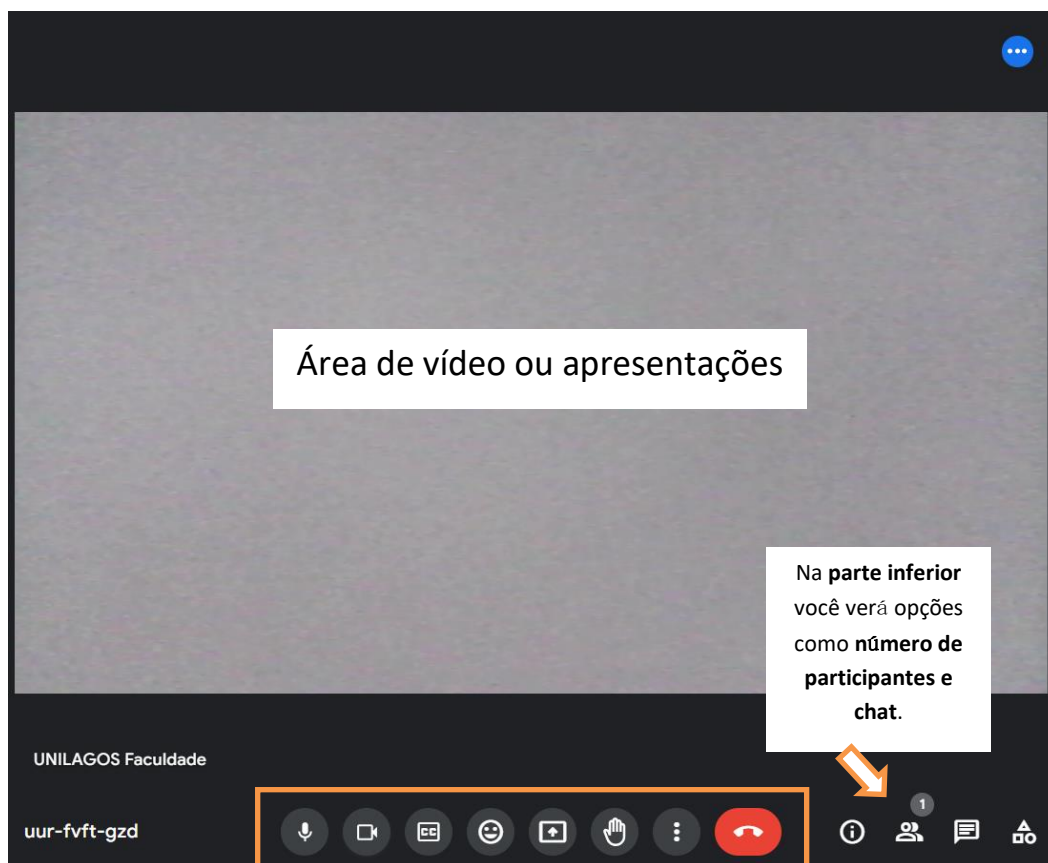 Área de vídeo ou apresentações
Na parte inferior
você verá opções
como número de
participantes e
chat.
UNILAGOS Faculdade
1
uur-fvft-gzd
CC